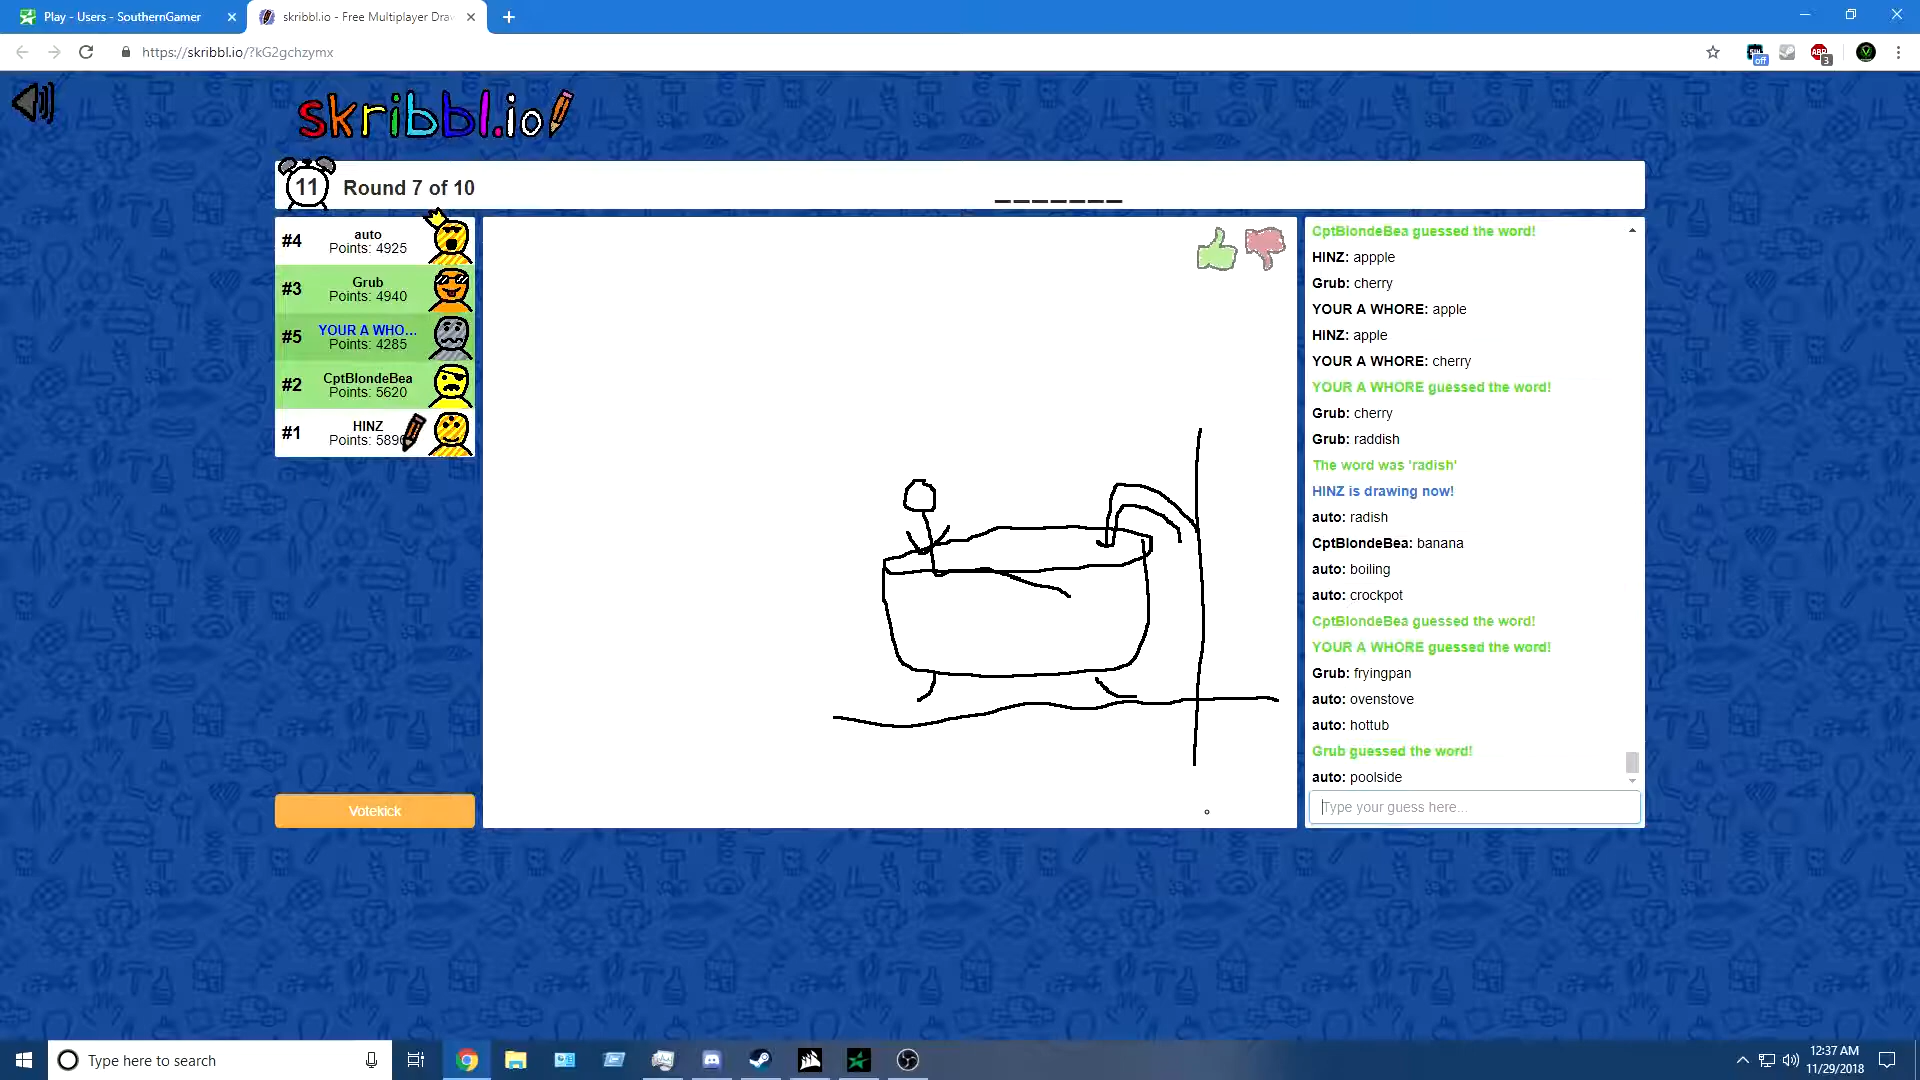 Play - Users - SouthernGamer
skribbl.io - Free Multiplayer Draw
https://skribbl.io/?kG2gchzymx
off
ABP
3
skribbl.io
11
Round 7 of 10
_______
#4
auto
Points: 4925
#3
Grub
Points: 4940
#5
YOUR A WHO...
Points: 4285
#2
CptBlondeBea
Points: 5620
#1
HINZ
Points: 5896
Votekick
CptBlondeBea guessed the word!
HINZ: appple
Grub: cherry
YOUR A WHORE: apple
HINZ: apple
YOUR A WHORE: cherry
YOUR A WHORE guessed the word!
Grub: cherry
Grub: raddish
The word was 'radish'
HINZ is drawing now!
auto: radish
CptBlondeBea: banana
auto: boiling
auto: crockpot
CptBlondeBea guessed the word!
YOUR A WHORE guessed the word!
Grub: fryingpan
auto: ovenstove
auto: hottub
Grub guessed the word!
auto: poolside
Type your guess here...
Type here to search
12:37 AM
11/29/2018